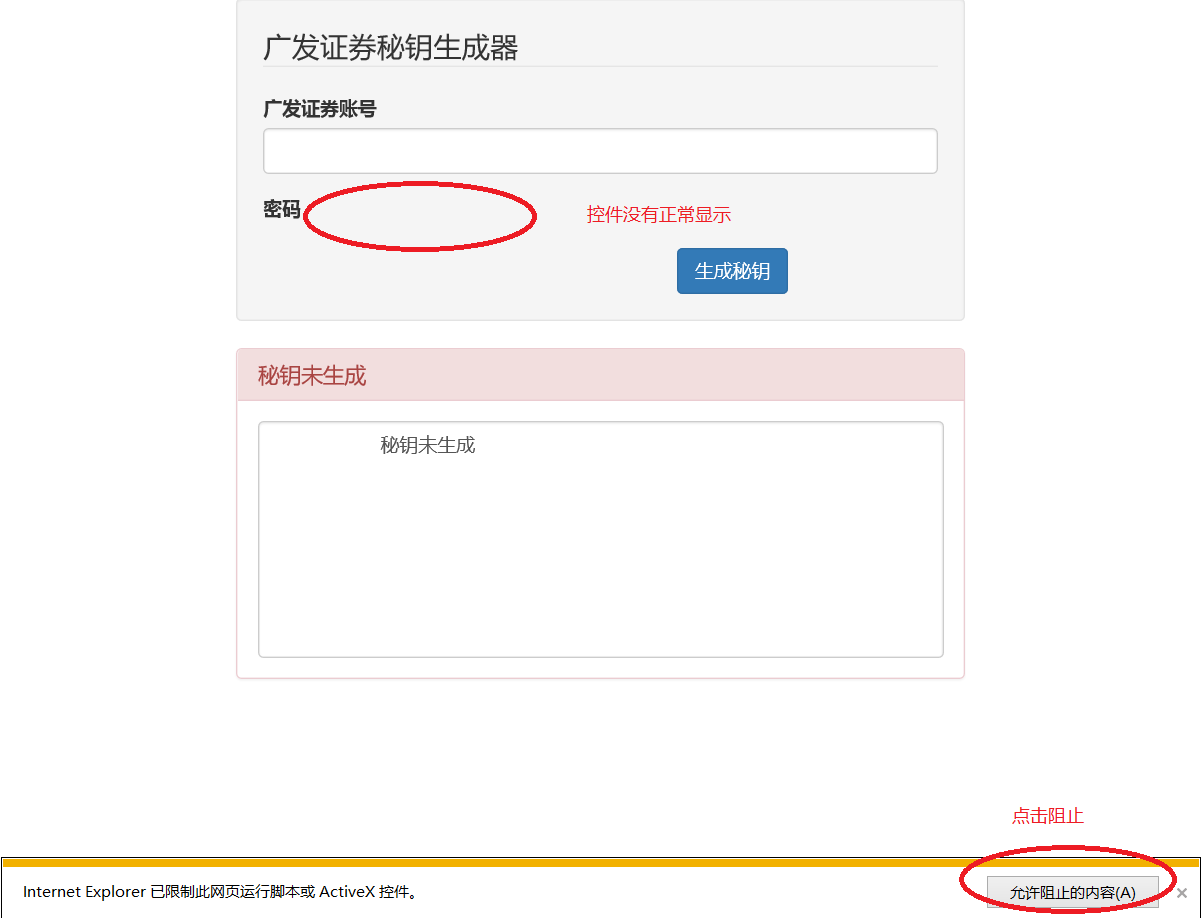 广发证券秘钥生成器
广发证券账号
密码
控件没有正常显示
生成秘钥
秘钥未生成
秘钥未生成
点击阻止
Internet Explorer 已限制此网页运行脚本或 ActiveX 控件。
允许阻止的内容(A)
×